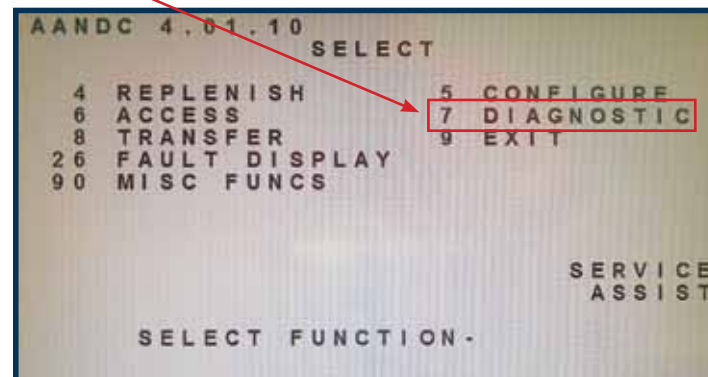 AANDC 4.01.10
SELECT
4 REPLENISH 5 CONFIGURE
6 ACCESS 7 DIAGNOSTIC
8 TRANSFER 9 EXIT
26 FAULT DISPLAY
90 MISC FUNCS
SERVICE
ASSIST
SELECT FUNCTION-